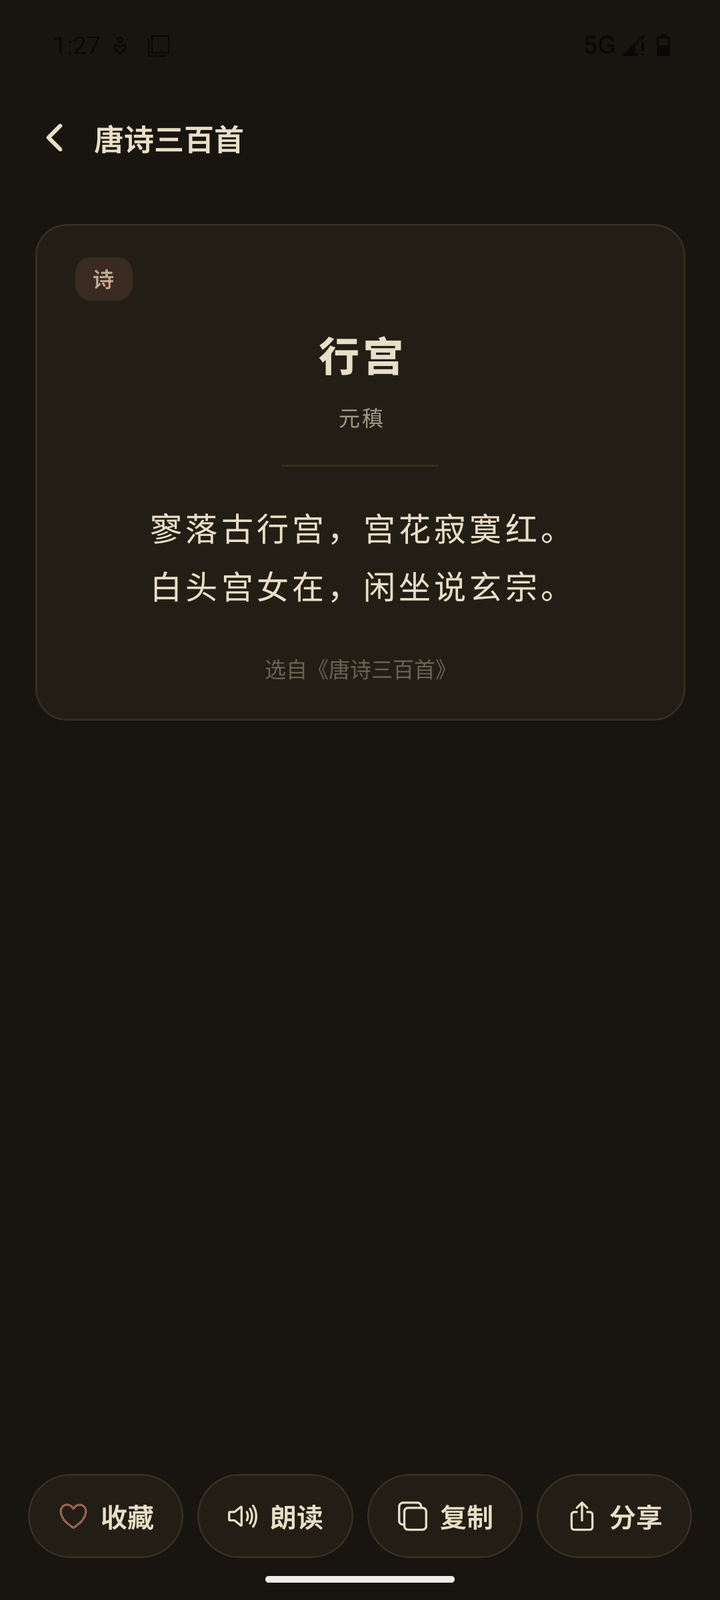 1:27
5G
唐诗三百首
诗
行宫
元稹
寥落古行宫，宫花寂寞红。
白头宫女在，闲坐说玄宗。
选自《唐诗三百首》
收藏
朗读
复制
分享